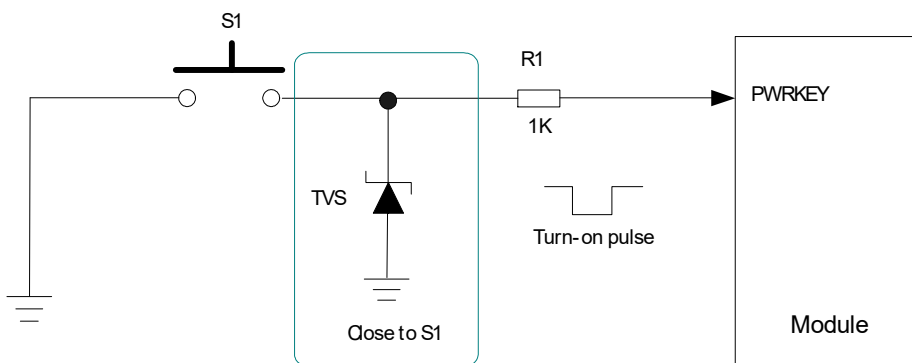 S1
R1
PWRKEY
1K
TVS
Turn-on pulse
Close to S1
Module